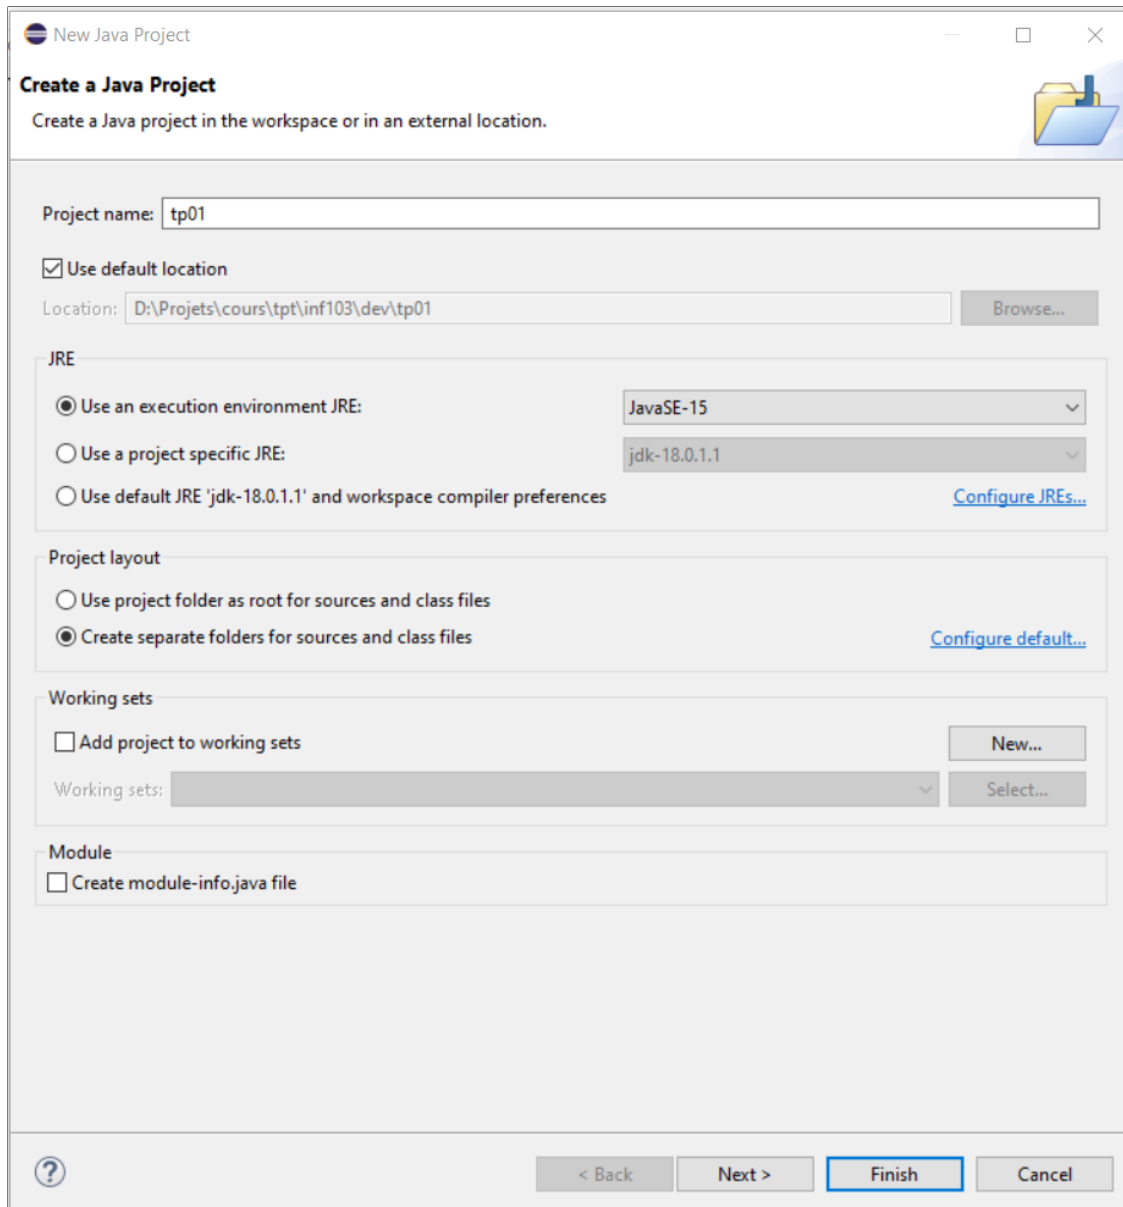 New Java Project
Create a Java Project
Create a Java project in the workspace or in an external location.
Project name: tp01
Use default location
Location: D:\Projets\cours\tpt\inf103\dev\tp01 Browse...
JRE
Use an execution environment JRE: JavaSE-15
Use a project specific JRE: jdk-18.0.1.1
Use default JRE 'jdk-18.0.1.1' and workspace compiler preferences Configure JREs...
Project layout
Use project folder as root for sources and class files
Create separate folders for sources and class files Configure default...
Working sets
Add project to working sets New...
Working sets: Select...
Module
Create module-info.java file
? < Back Next > Finish Cancel